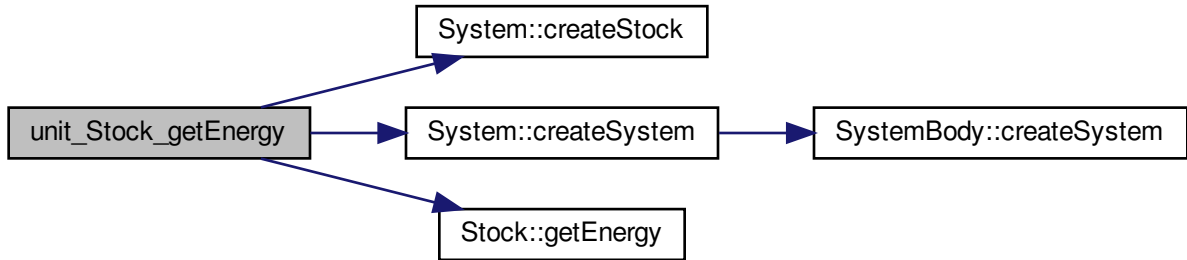 System::createStock
unit_Stock_getEnergy
System::createSystem
SystemBody::createSystem
Stock::getEnergy